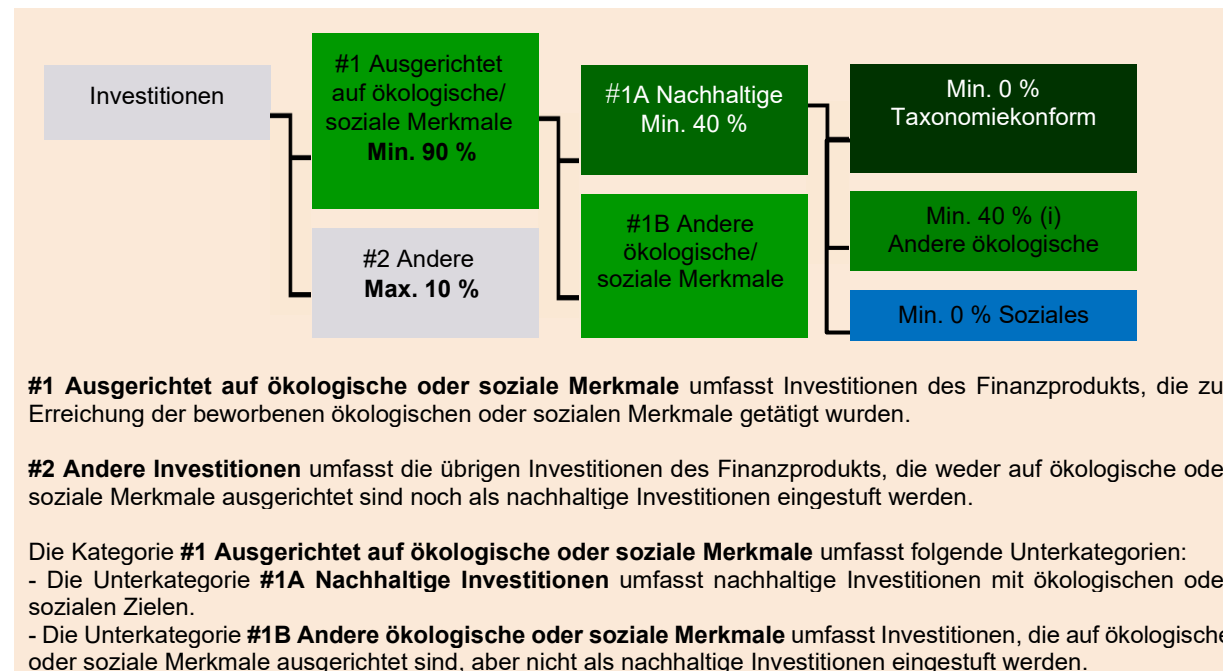 Investitionen
#1 Ausgerichtet
auf ökologische/
soziale Merkmale
Min. 90 %
#2 Andere
Max. 10 %
#1A Nachhaltige
Min. 40 %
#1B Andere
ökologische/
soziale Merkmale
Min. 0 %
Taxonomiekonform
Min. 40 % (i)
Andere ökologische
Min. 0 % Soziales
#1 Ausgerichtet auf ökologische oder soziale Merkmale umfasst Investitionen des Finanzprodukts, die zu
Erreichung der beworbenen ökologischen oder sozialen Merkmale getätigt wurden.
#2 Andere Investitionen umfasst die übrigen Investitionen des Finanzprodukts, die weder auf ökologische ode
soziale Merkmale ausgerichtet sind noch als nachhaltige Investitionen eingestuft werden.
Die Kategorie #1 Ausgerichtet auf ökologische oder soziale Merkmale umfasst folgende Unterkategorien:
- Die Unterkategorie #1A Nachhaltige Investitionen umfasst nachhaltige Investitionen mit ökologischen ode
sozialen Zielen.
- Die Unterkategorie #1B Andere ökologische oder soziale Merkmale umfasst Investitionen, die auf ökologische
oder soziale Merkmale ausgerichtet sind, aber nicht als nachhaltige Investitionen eingestuft werden.